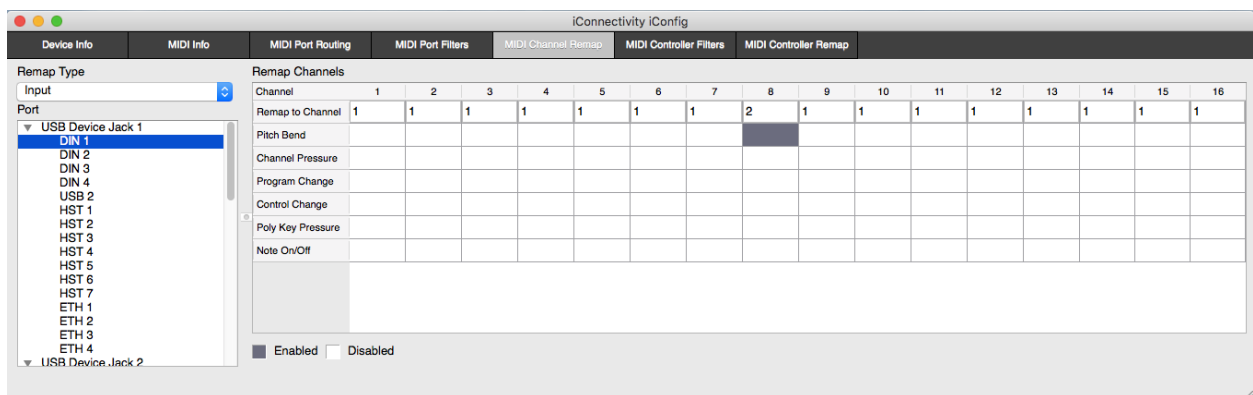 iConnectivity iConfig
Device Info MIDI Info MIDI Port Routing MIDI Port Filters MIDI Channel Remap MIDI Controller Filters MIDI Controller Remap
Remap Type
Input
Port
USB Device Jack 1
DIN 1
DIN 2
DIN 3
DIN 4
USB 2
HST 1
HST 2
HST 3
HST 4
HST 5
HST 6
HST 7
ETH 1
ETH 2
ETH 3
ETH 4
USB Device Jack 2
Remap Channels
Channel 1 2 3 4 5 6 7 8 9 10 11 12 13 14 15 16
Remap to Channel 1 1 1 1 1 1 1 2 1 1 1 1 1 1 1 1
Pitch Bend
Channel Pressure
Program Change
Control Change
Poly Key Pressure
Note On/Off
Enabled Disabled